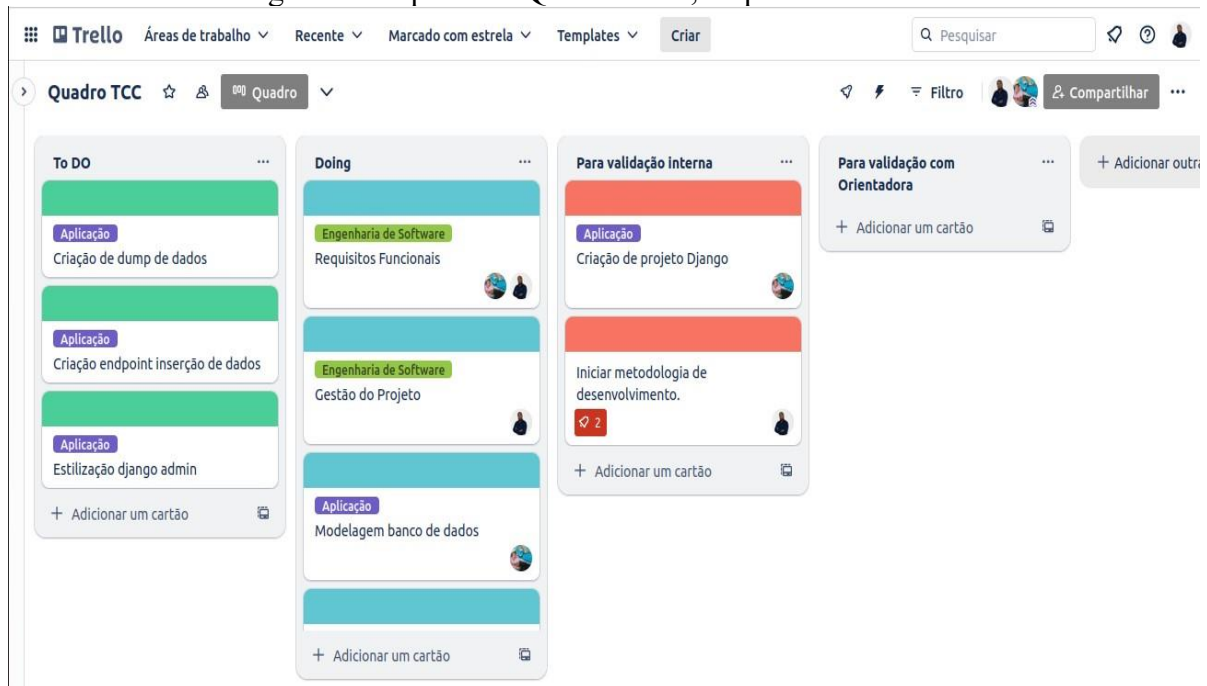 Trello Áreas de trabalho Recente Marcado com estrela Templates Criar Pesquisar
Quadro TCC Quadro Filtro Compartilhar
To DO
Aplicação
Criação de dump de dados
Aplicação
Criação endpoint inserção de dados
Aplicação
Estilização django admin
+ Adicionar um cartão
Doing
Engenharia de Software
Requisitos Funcionais
Engenharia de Software
Gestão do Projeto
Aplicação
Modelagem banco de dados
+ Adicionar um cartão
Para validação interna
Aplicação
Criação de projeto Django
Iniciar metodologia de
desenvolvimento.
2
+ Adicionar um cartão
Para validação com
Orientadora
+ Adicionar um cartão
+ Adicionar outra